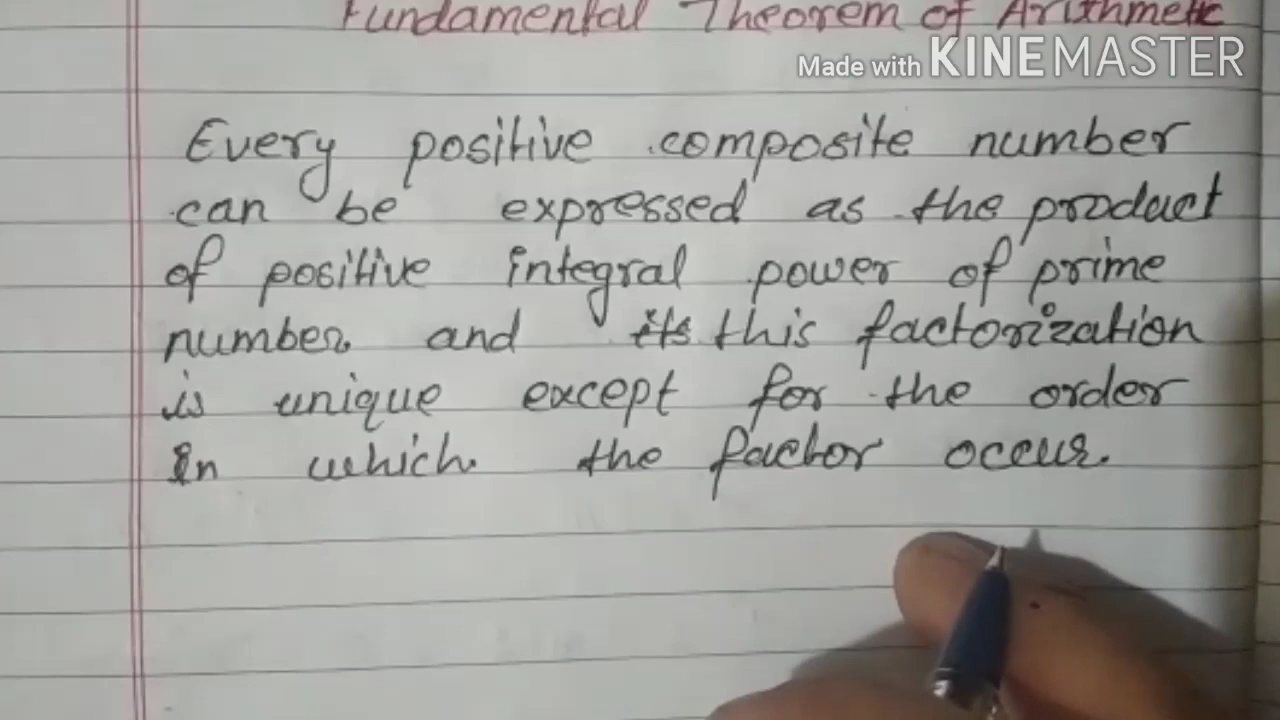 Fundamental Theorem of Arithmetic
Made with KINEMASTER
Every positive composite number
can be expressed as the product
of positive integral power of prime
number and its this factorization
is unique except for the order
in which the factor occur.